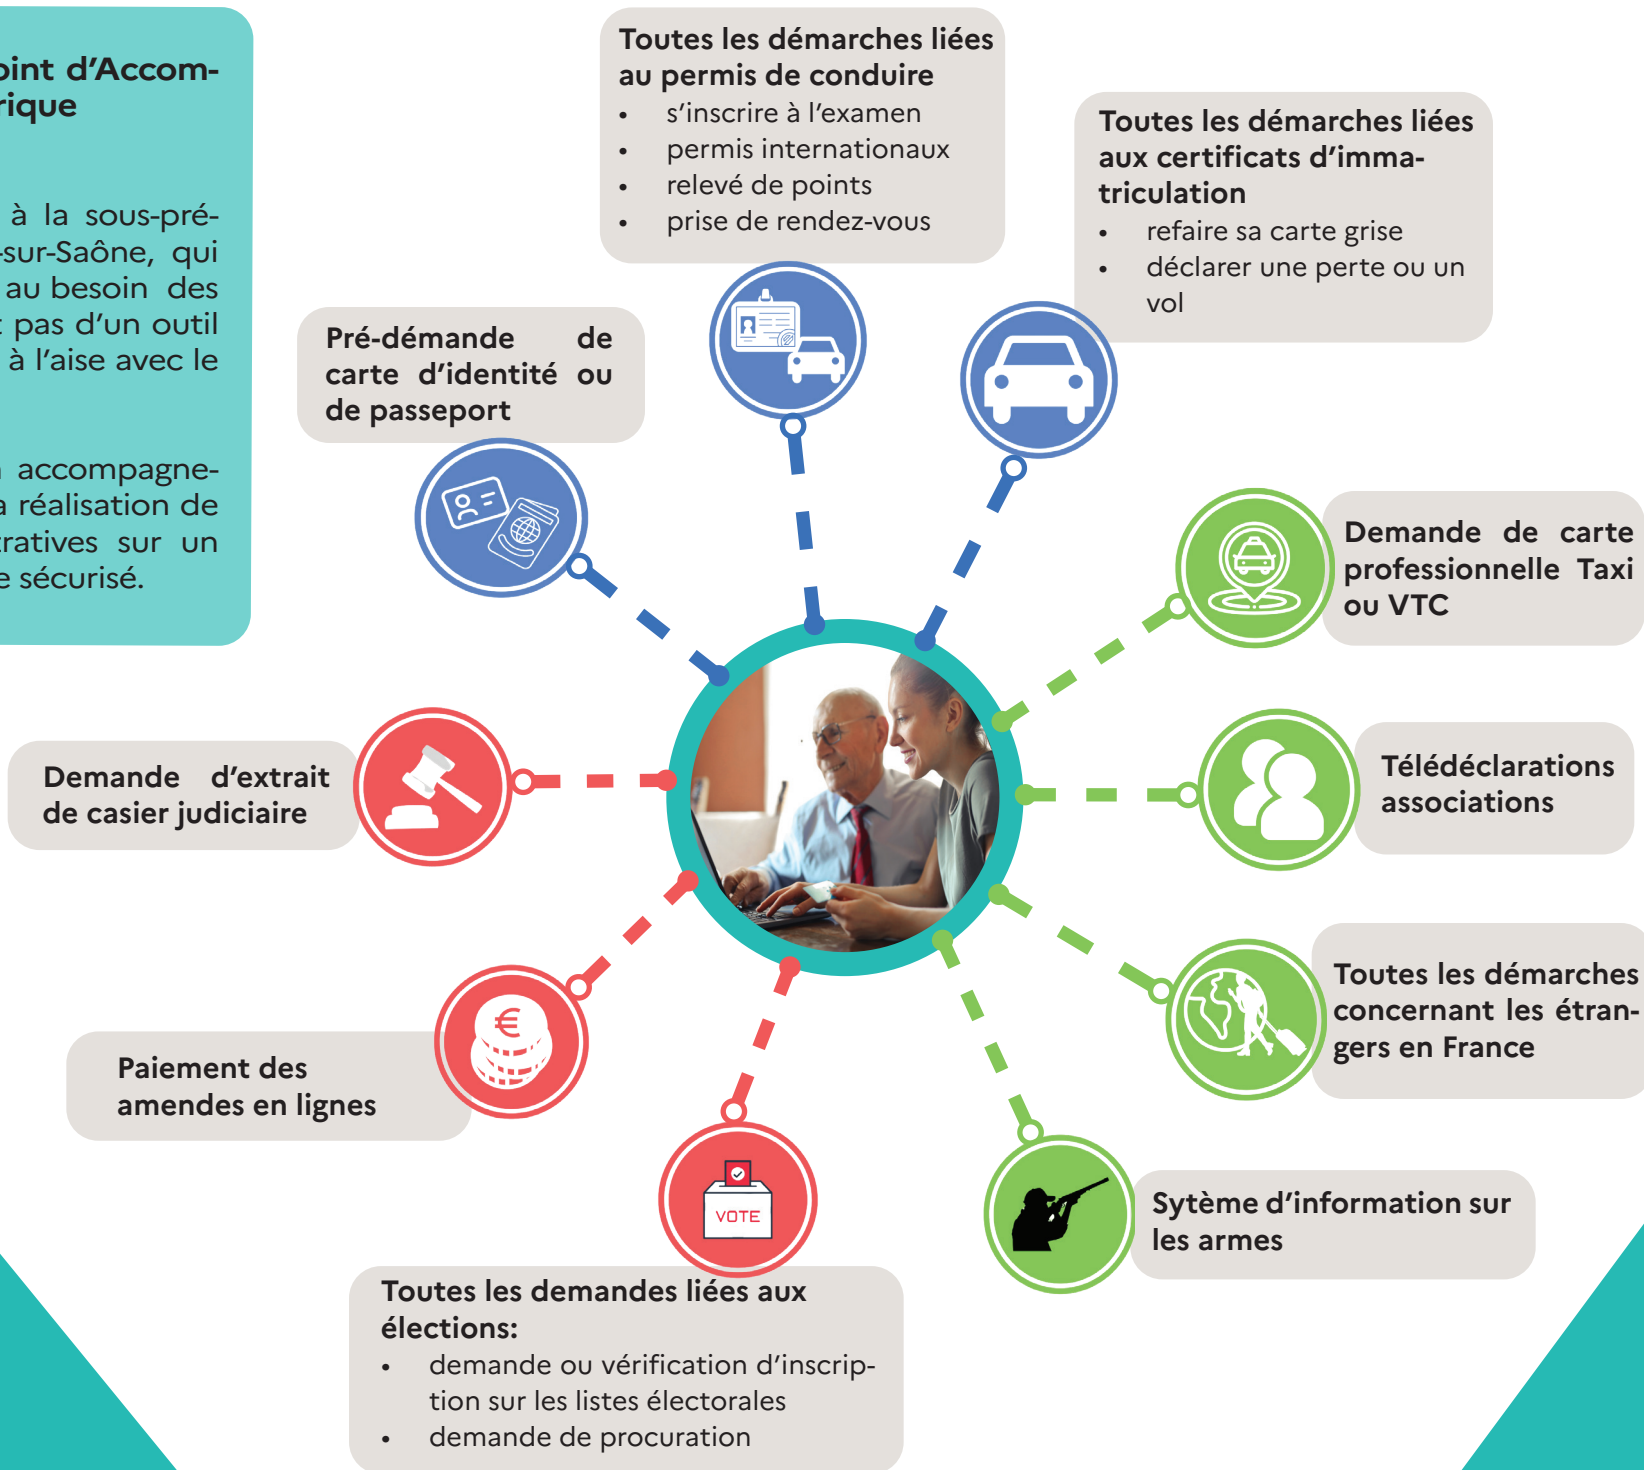 d'Accom-
à la sous-pré-
-sur-Saône, qui
au besoin des
pas d'un outil
à l'aise avec le
accompagne-
réalisation de
sur un
sécurisé.
Toutes les démarches liées
au permis de conduire
• s'inscrire à l'examen
• permis internationaux
• relevé de points
• prise de rendez-vous
Toutes les démarches liées
aux certificats d'imma-
triculation
• refaire sa carte grise
• déclarer une perte ou un
vol
Pré-démande de
carte d'identité ou
de passeport
Demande de carte
professionnelle Taxi
ou VTC
Demande d'extrait
de casier judiciaire
Télédéclarations
associations
Toutes les démarches
concernant les étran-
gers en France
Paiement des
amendes en lignes
€
VOTE
Sytème d'information sur
les armes
Toutes les demandes liées aux
élections:
• demande ou vérification d'inscrip-
tion sur les listes électorales
• demande de procuration